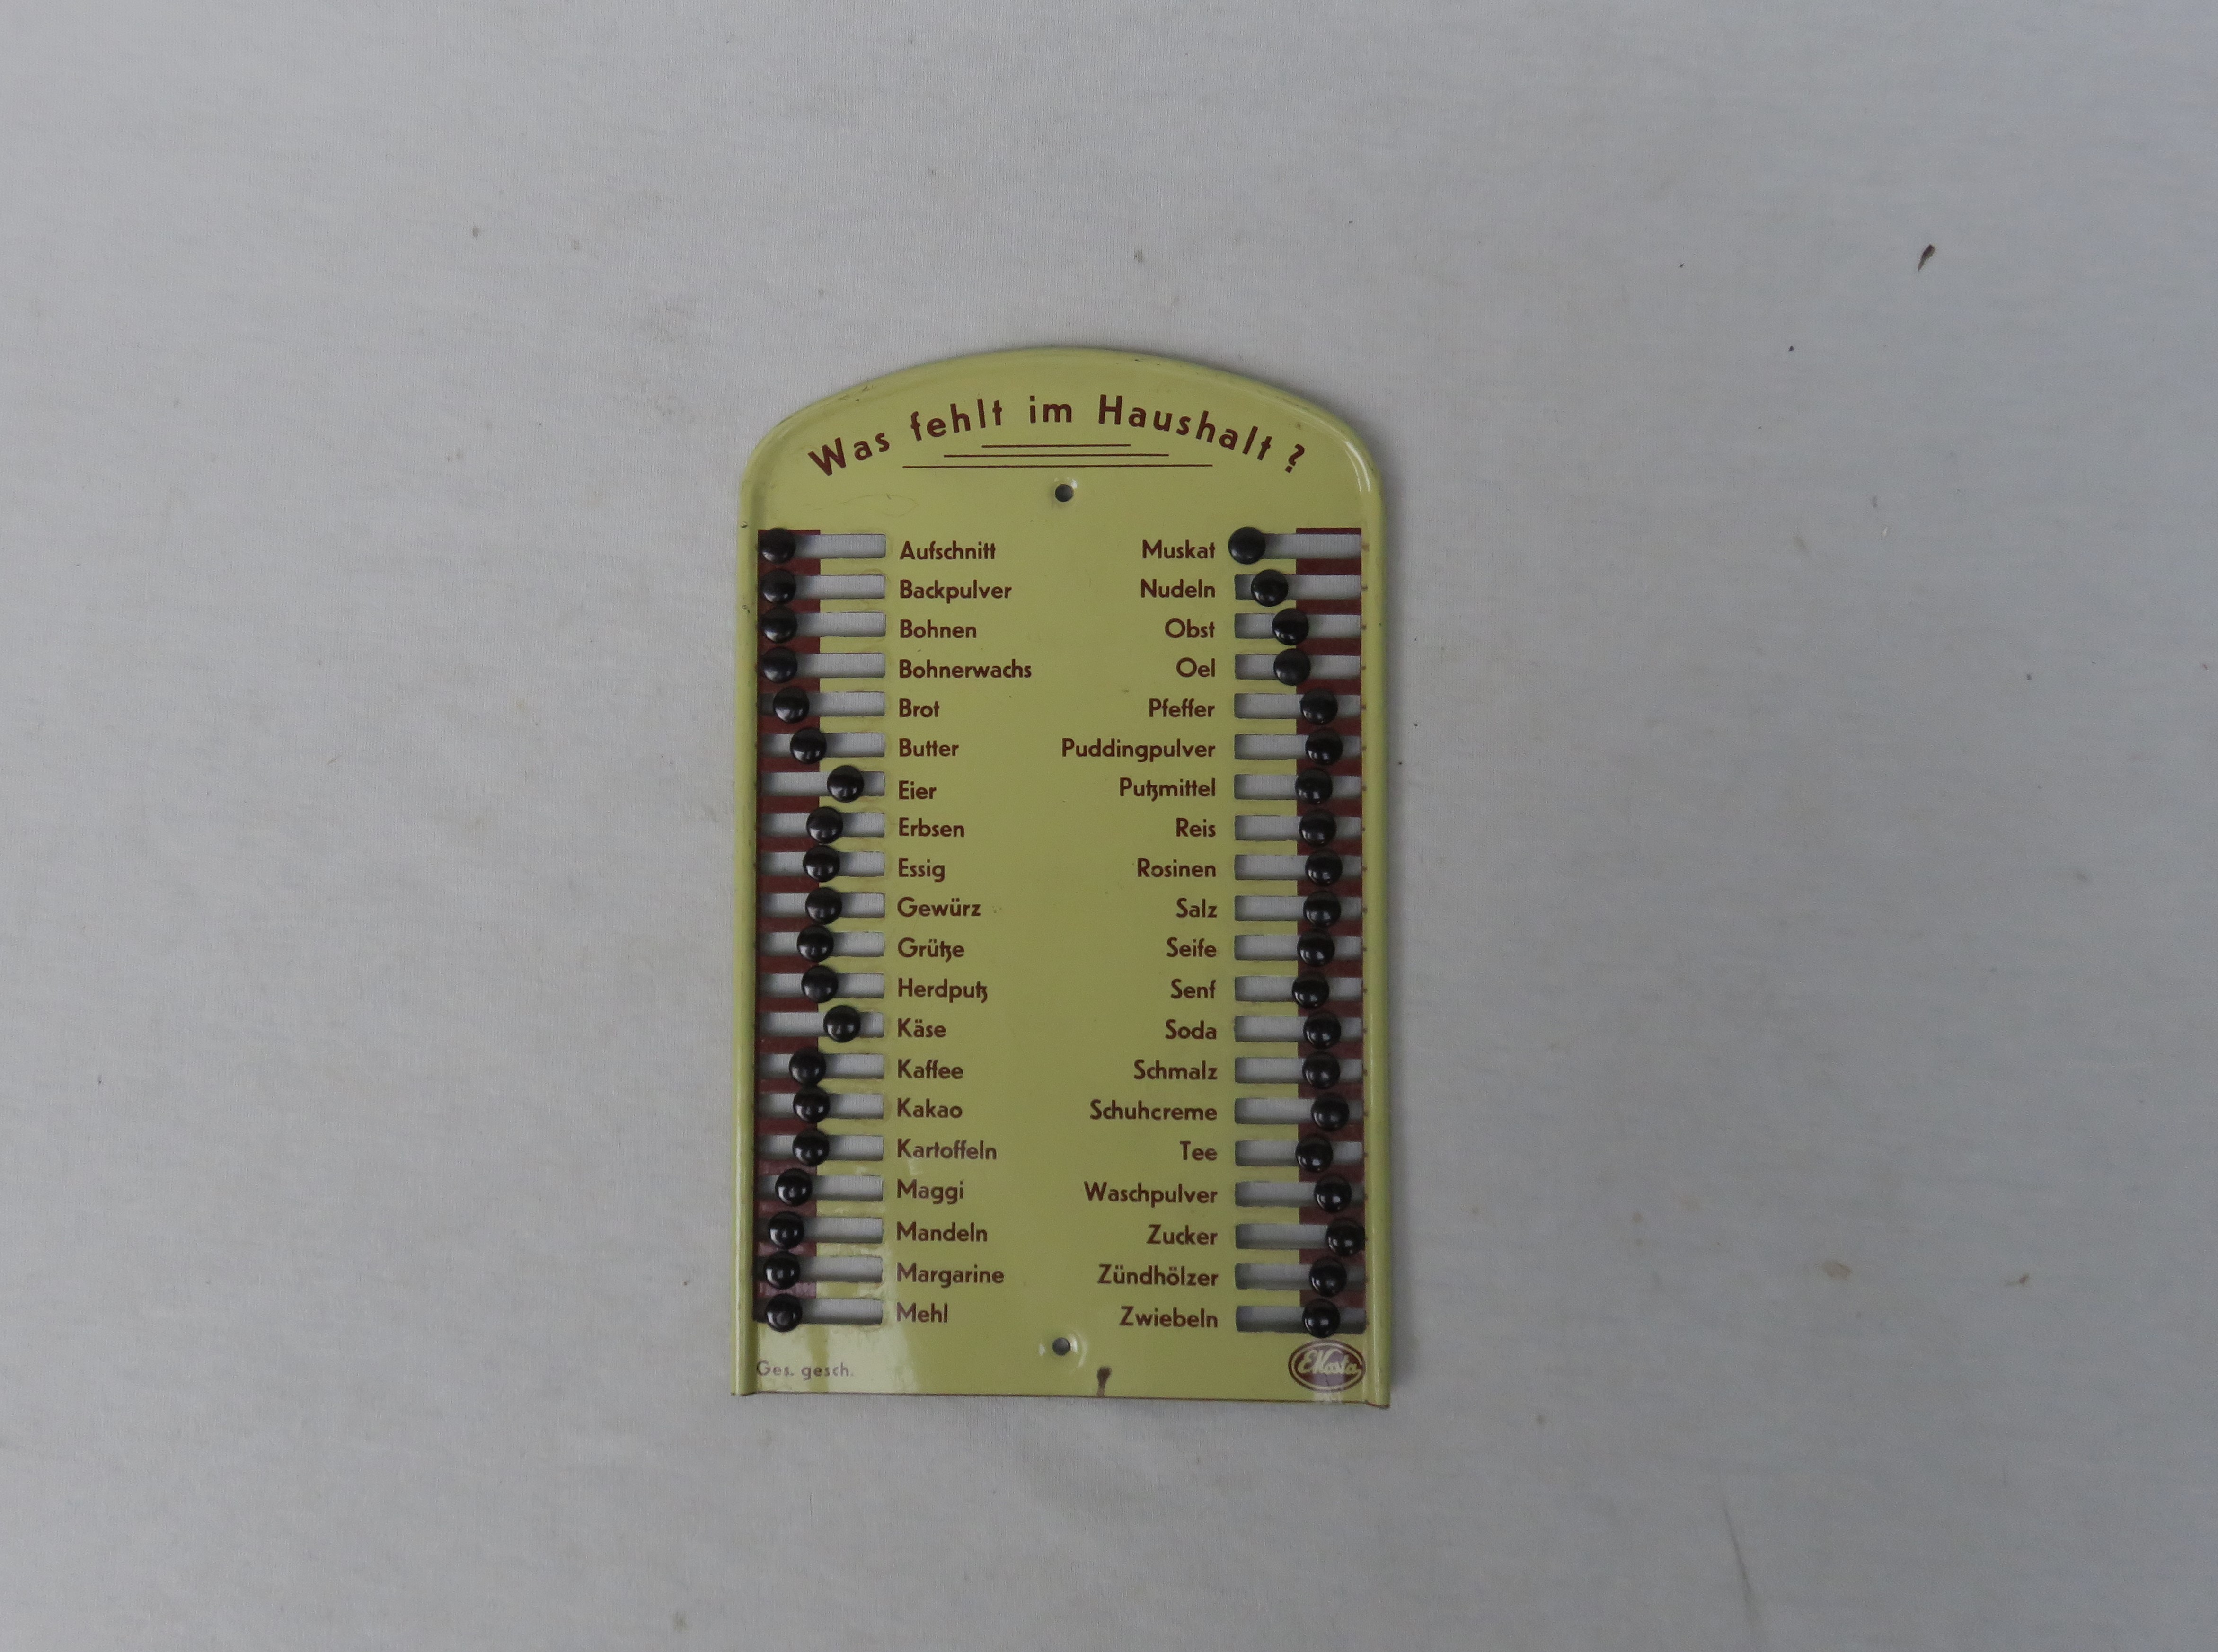 Was fehlt im Haushalt ?
Aufschnitt
Backpulver
Bohnen
Bohnerwachs
Brot
Butter
Eier
Erbsen
Essig
Gewürz
Grütze
Herdputz
Käse
Kaffee
Kakao
Kartoffeln
Maggi
Mandeln
Margarine
Mehl
Muskat
Nudeln
Obst
Oel
Pfeffer
Puddingpulver
Putzmittel
Reis
Rosinen
Salz
Seife
Senf
Soda
Schmalz
Schuhcreme
Tee
Waschpulver
Zucker
Zündhölzer
Zwiebeln
Ges. gesch.